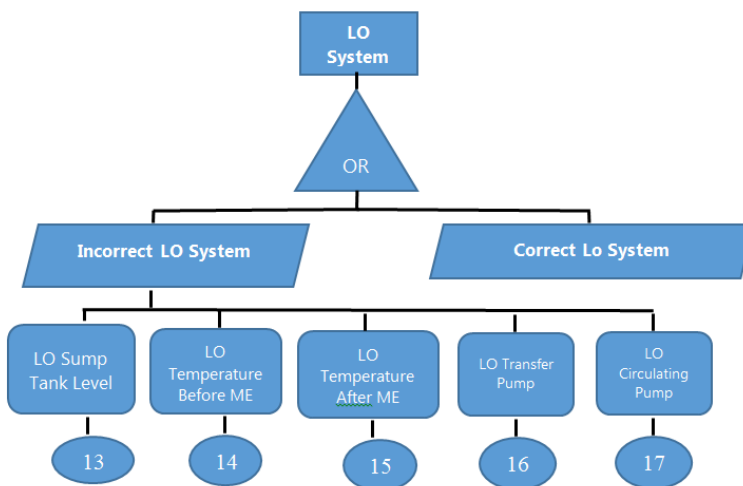 LO
System
OR
Incorrect LO System
Correct Lo System
LO Sump
Tank Level
LO
Temperature
Before ME
LO
Temperature
After ME
LO Transfer
Pump
LO
Circulating
Pump
13
14
15
16
17